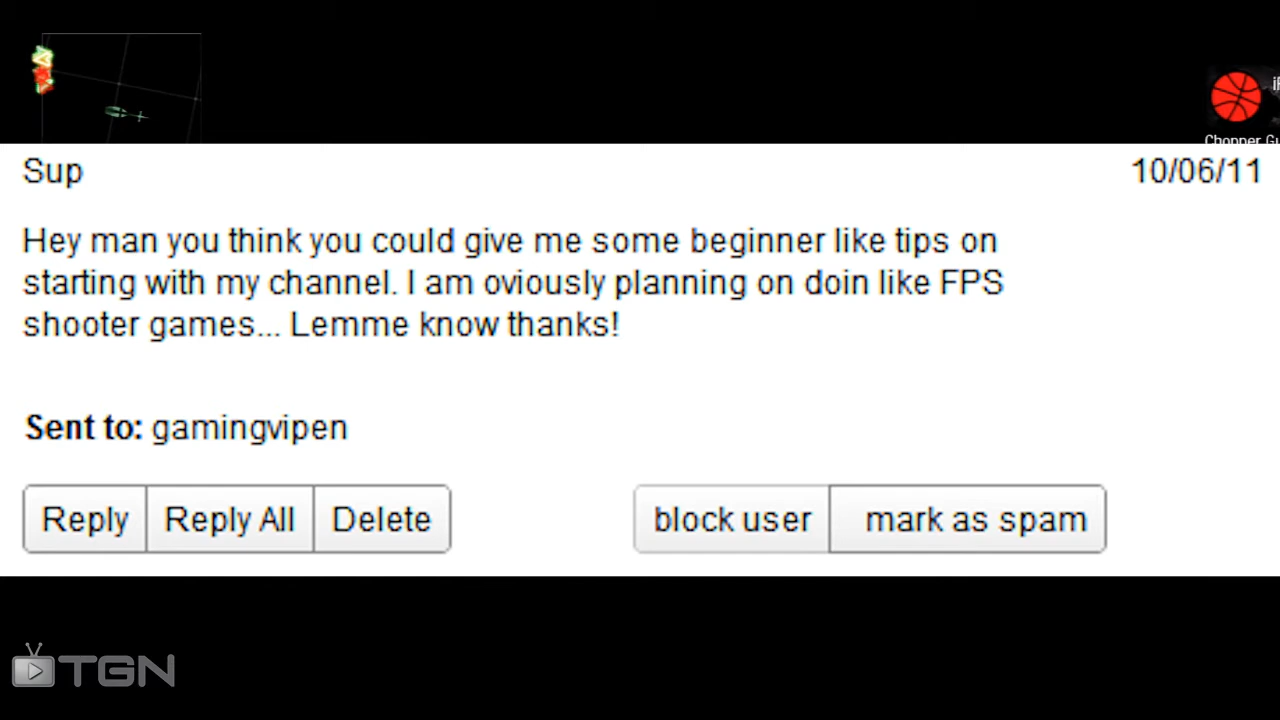 Chopper Gu
Sup
10/06/11
Hey man you think you could give me some beginner like tips on
starting with my channel. I am oviously planning on doin like FPS
shooter games... Lemme know thanks!
Sent to: gamingvipen
Reply
Reply All
Delete
block user
mark as spam
TGN